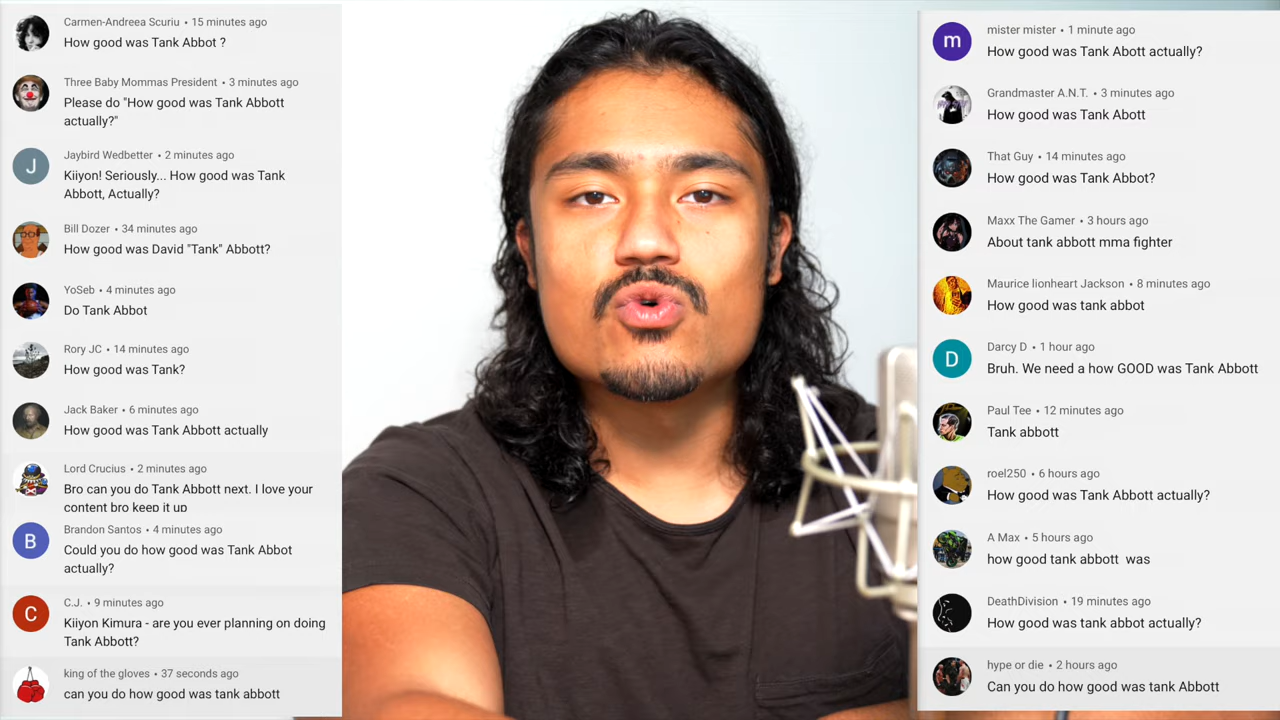 Carmen-Andreea Scuriu • 15 minutes ago
How good was Tank Abbot ?
Three Baby Mommas President • 3 minutes ago
Please do "How good was Tank Abbott
actually?"
J
Jaybird Wedbetter • 2 minutes ago
Kiiyon! Seriously... How good was Tank
Abbott, Actually?
Bill Dozer • 34 minutes ago
How good was David "Tank" Abbott?
YoSeb • 4 minutes ago
Do Tank Abbot
Rory JC • 14 minutes ago
How good was Tank?
Jack Baker • 6 minutes ago
How good was Tank Abbott actually
Lord Crucius • 2 minutes ago
Bro can you do Tank Abbott next. I love your
content bro keep it up
B
Brandon Santos • 4 minutes ago
Could you do how good was Tank Abbot
actually?
C
C.J. • 9 minutes ago
Kiiyon Kimura - are you ever planning on doing
Tank Abbott?
king of the gloves • 37 seconds ago
can you do how good was tank abbott
m
mister mister • 1 minute ago
How good was Tank Abott actually?
Grandmaster A.N.T. • 3 minutes ago
How good was Tank Abott
That Guy • 14 minutes ago
How good was Tank Abbot?
Maxx The Gamer • 3 hours ago
About tank abbott mma fighter
Maurice lionheart Jackson • 8 minutes ago
How good was tank abbot
D
Darcy D • 1 hour ago
Bruh. We need a how GOOD was Tank Abbott
Paul Tee • 12 minutes ago
Tank abbott
roel250 • 6 hours ago
How good was Tank Abbott actually?
A Max • 5 hours ago
how good tank abbott was
DeathDivision • 19 minutes ago
How good was tank abbot actually?
hype or die • 2 hours ago
Can you do how good was tank Abbott